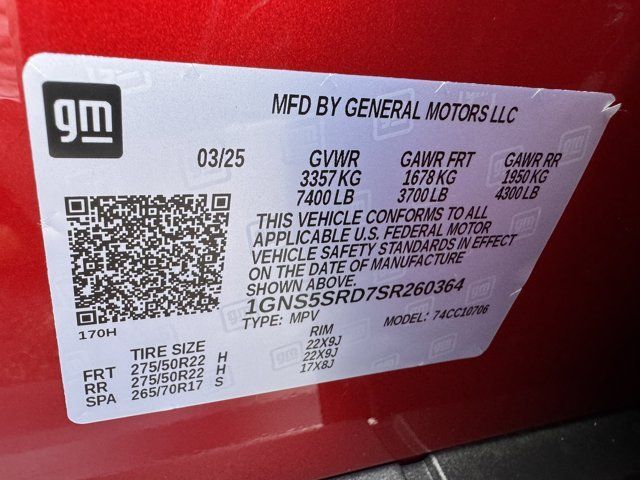 gm
MFD BY GENERAL MOTORS LLC
03/25 GVWR GAWR FRT GAWR RR
3357 KG 1678 KG 1950 KG
7400 LB 3700 LB 4300 LB
THIS VEHICLE CONFORMS TO ALL
APPLICABLE U.S. FEDERAL MOTOR
VEHICLE SAFETY STANDARDS IN EFFECT
ON THE DATE OF MANUFACTURE
SHOWN ABOVE.
1GNS5SRD7SR260364
170H
TYPE: MPV MODEL: 74CC10706
TIRE SIZE RIM
FRT 275/50R22 H 22X9J
RR 275/50R22 H 22X9J
SPA 265/70R17 S 17X8J